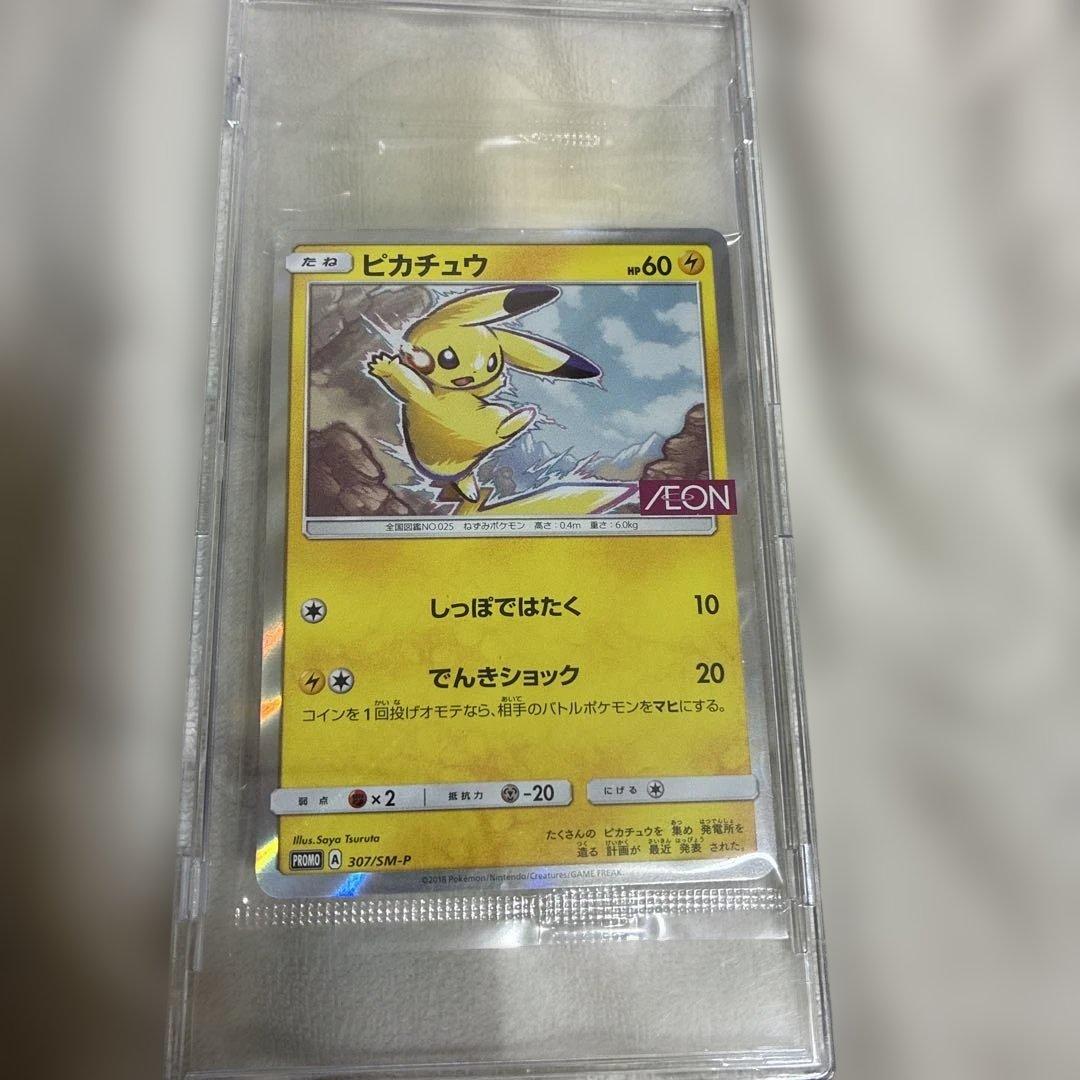 たね ピカチュウ HP60
ÆON
全国図鑑NO.025 ねずみポケモン 高さ:0.4m 重さ:6.0kg
しっぽではたく 10
でんきショック 20
コインを1回投げオモテなら、相手のバトルポケモンをマヒにする。
弱点 ×2 抵抗力 -20 にげる
Illus.Saya Tsuruta
PROMO A 307/SM-P
たくさんの ピカチュウを 集め 発電所を
造る 計画が 最近 発表 された。
©2018 Pokémon/Nintendo/Creatures/GAME FREAK.